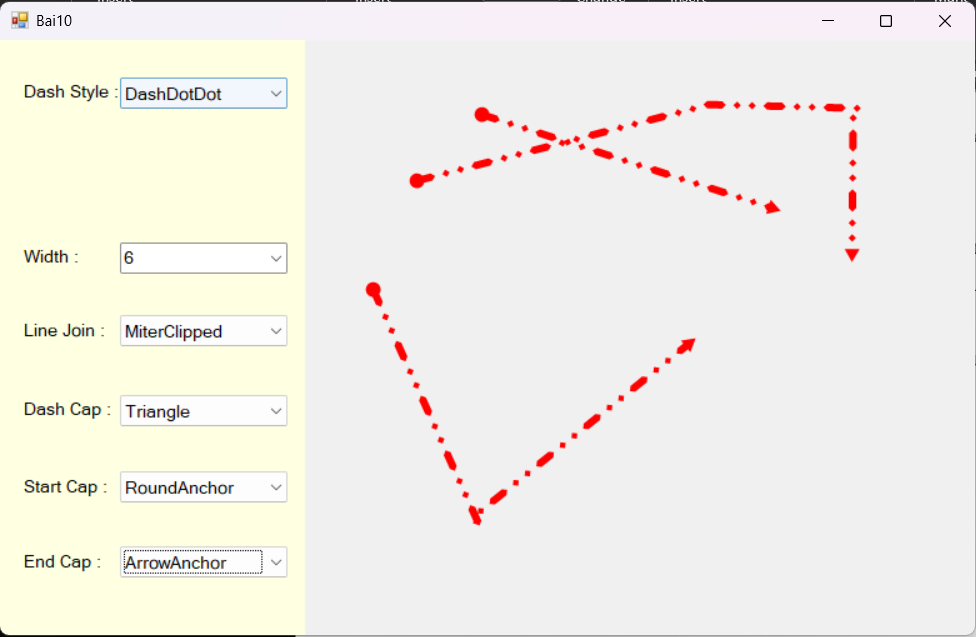 Bai10
Dash Style : DashDotDot
Width : 6
Line Join : MiterClipped
Dash Cap : Triangle
Start Cap : RoundAnchor
End Cap : ArrowAnchor